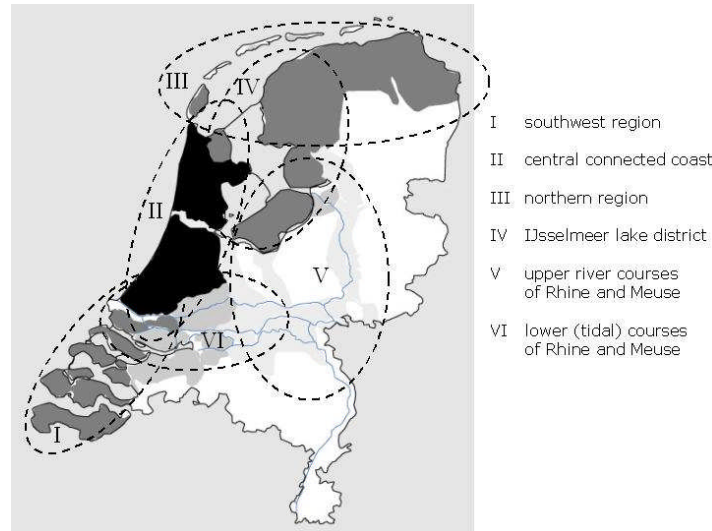 III
IV
II
V
VI
I
I southwest region
II central connected coast
III northern region
IV IJsselmeer lake district
V upper river courses
of Rhine and Meuse
VI lower (tidal) courses
of Rhine and Meuse